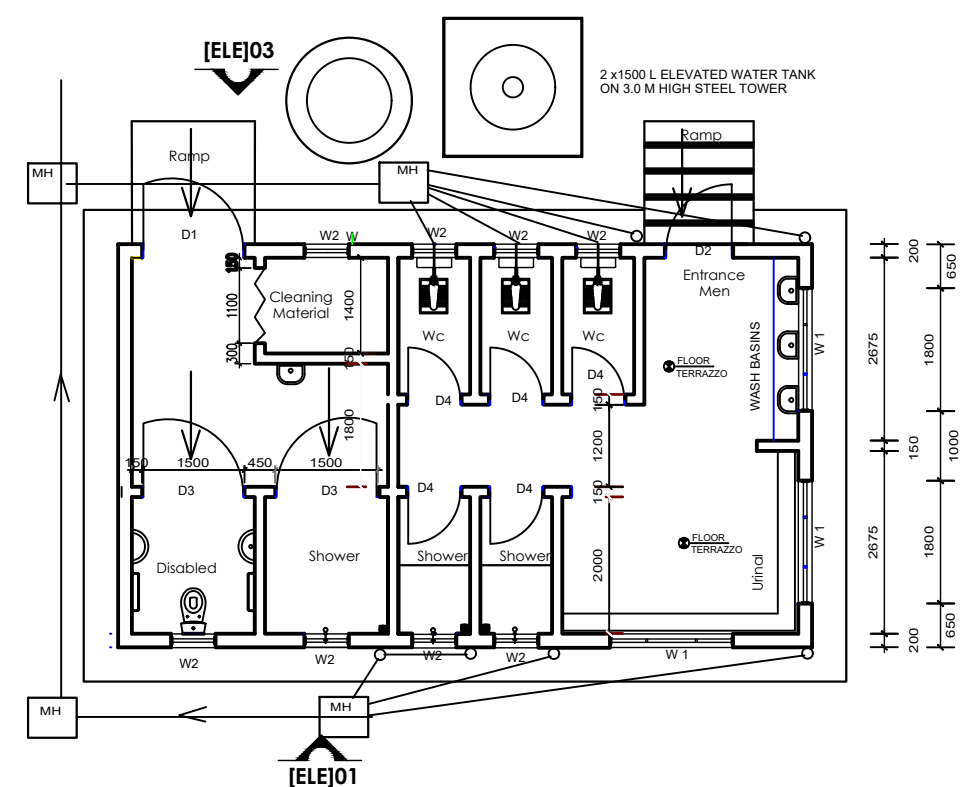 [ELE]03
2 x1500 L ELEVATED WATER TANK
ON 3.0 M HIGH STEEL TOWER
MH
MH
Ramp
Ramp
D1
W2
W
W2
W2
W2
D2
Entrance
Men
Cleaning
Material
150
1100
300
1400
150
1800
Wc
Wc
Wc
D4
D4
D4
FLOOR
TERRAZZO
WASH BASINS
W 1
150
1200
150
2000
150
1500
450
1500
D3
D3
D4
D4
Disabled
Shower
Shower
Shower
FLOOR
TERRAZZO
Urinal
W 1
W2
W2
W2
W2
W 1
200
2675
150
2675
200
650
1800
1000
1800
650
MH
MH
[ELE]01